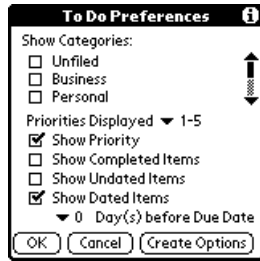 To Do Preferences
Show Categories:
Unfiled
Business
Personal
Priorities Displayed 1-5
Show Priority
Show Completed Items
Show Undated Items
Show Dated Items
0 Day(s) before Due Date
OK Cancel Create Options